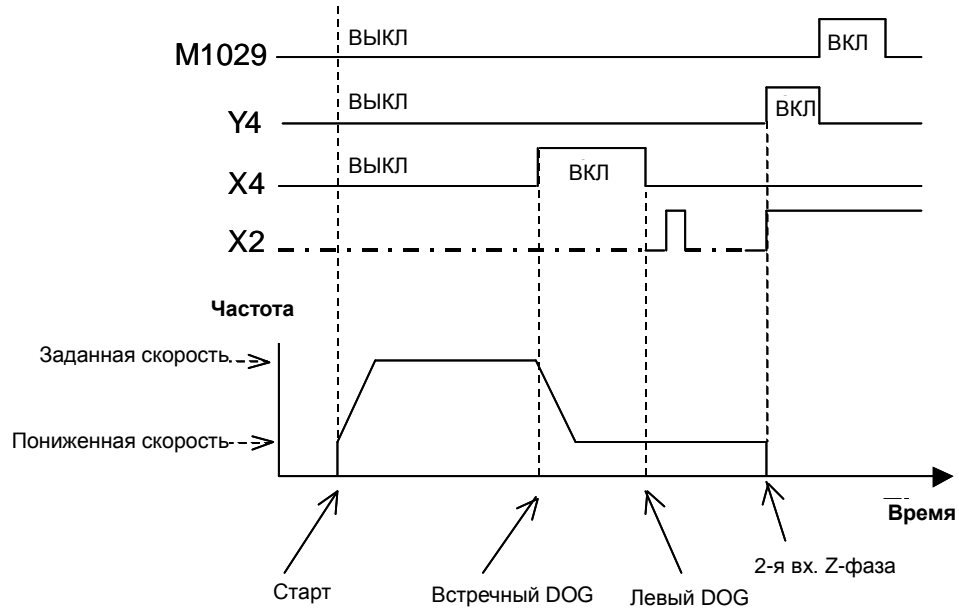 M1029
ВЫКЛ
ВКЛ
Y4
ВЫКЛ
ВКЛ
X4
ВЫКЛ
ВКЛ
X2
Частота
Заданная скорость
Пониженная скорость
Время
Старт
Встречный DOG
Левый DOG
2-я вх. Z-фаза